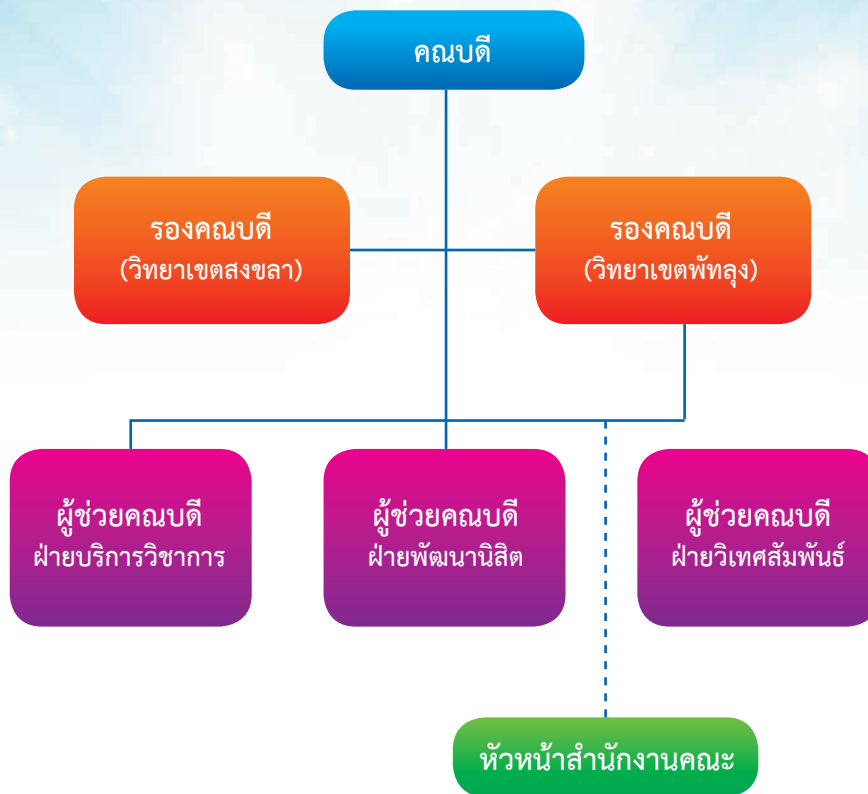 คณบดี
รองคณบดี
(วิทยาเขตสงขลา)
รองคณบดี
(วิทยาเขตพัทลุง)
ผู้ช่วยคณบดี
ฝ่ายบริการวิชาการ
ผู้ช่วยคณบดี
ฝ่ายพัฒนานิสิต
ผู้ช่วยคณบดี
ฝ่ายวิเทศสัมพันธ์
หัวหน้าสำนักงานคณะ